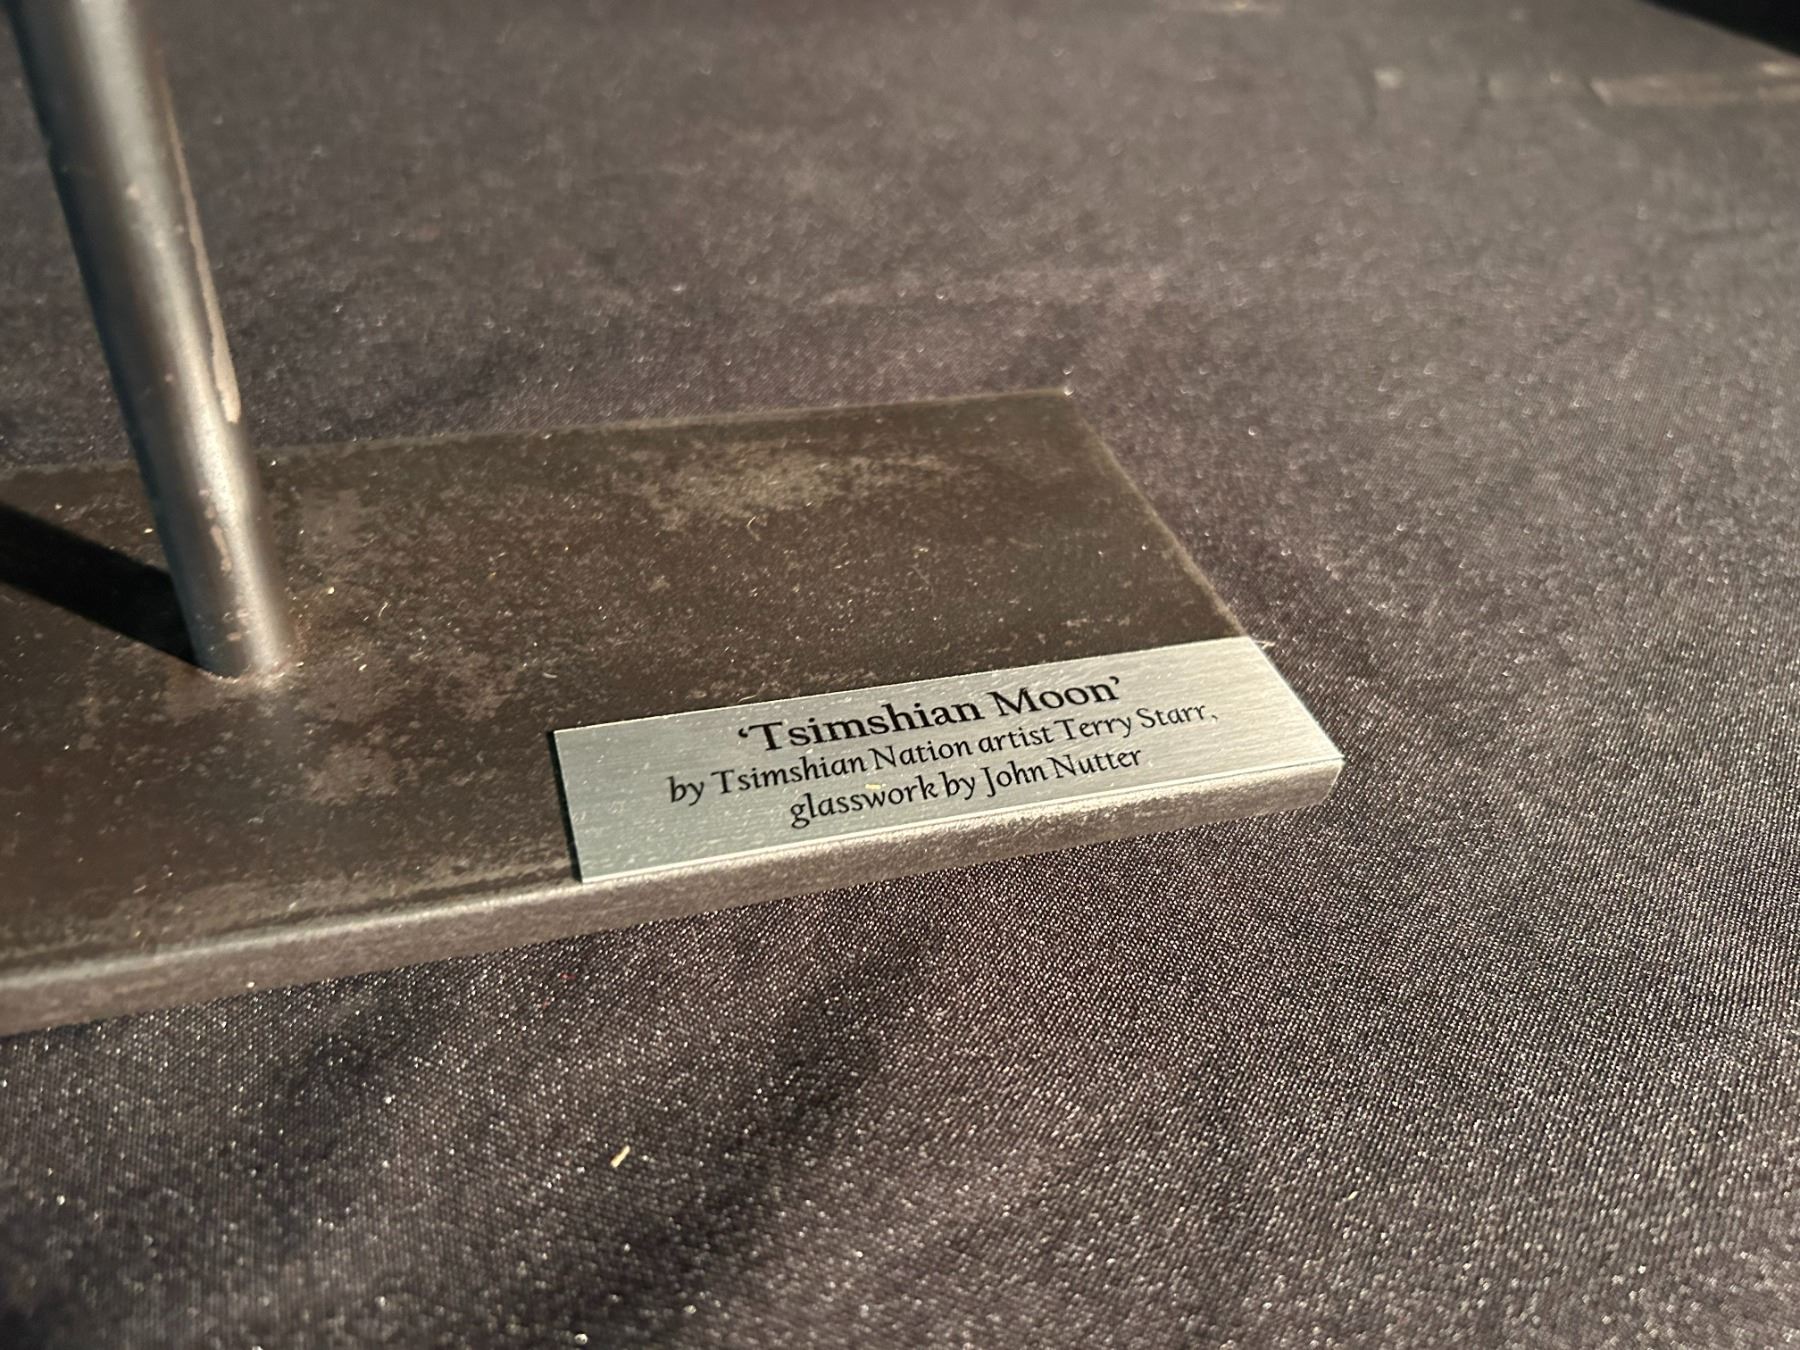 ‘Tsimshian Moon’
by Tsimshian Nation artist Terry Starr,
glasswork by John Nutter